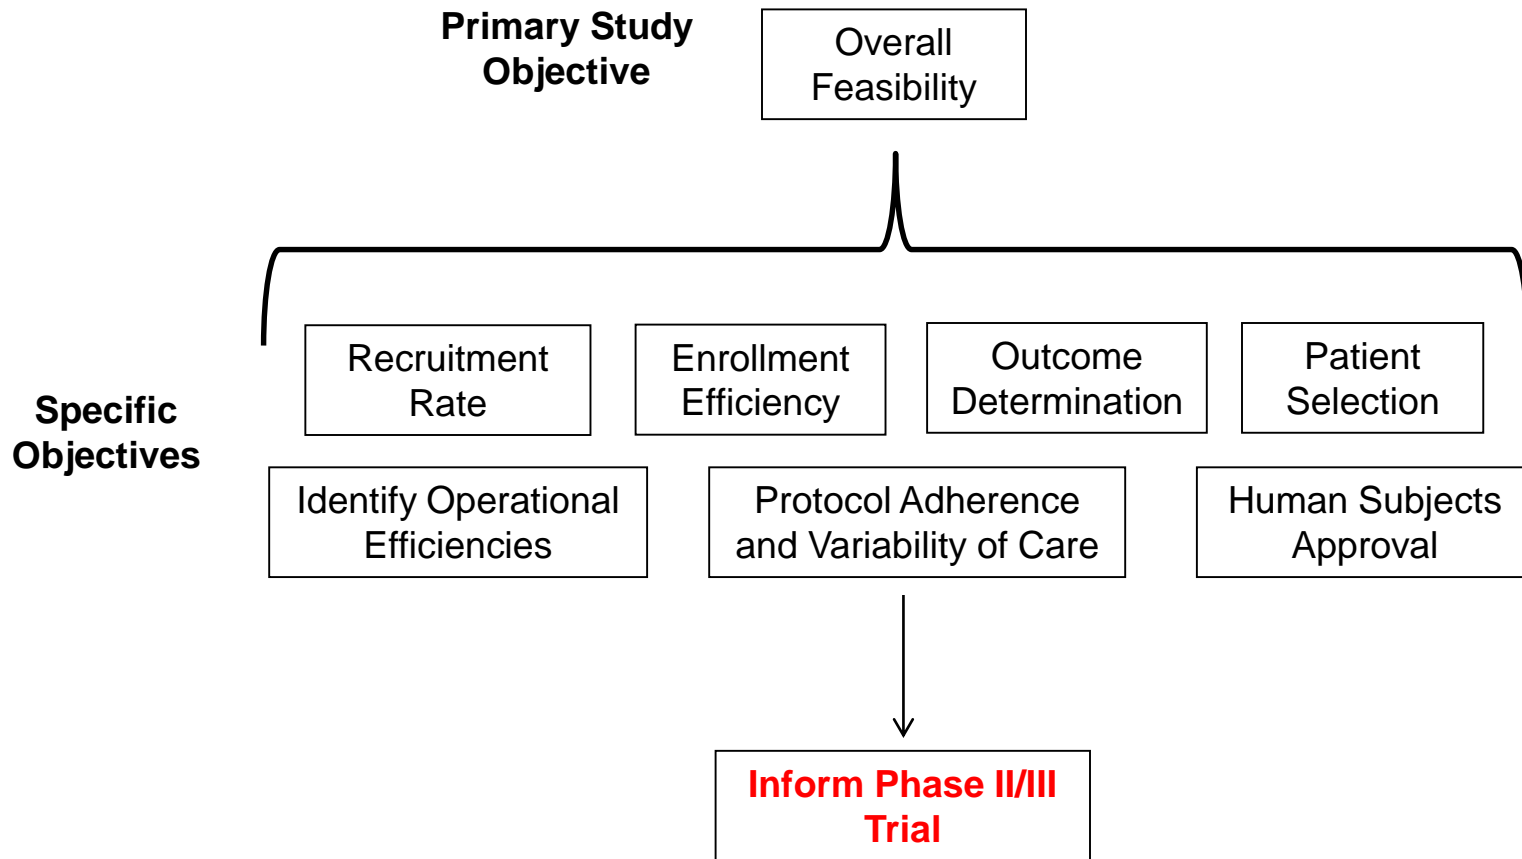 Primary Study
Objective
Overall
Feasibility
Recruitment
Rate
Enrollment
Efficiency
Outcome
Determination
Patient
Selection
Specific
Objectives
Identify Operational
Efficiencies
Protocol Adherence
and Variability of Care
Human Subjects
Approval
Inform Phase II/III
Trial